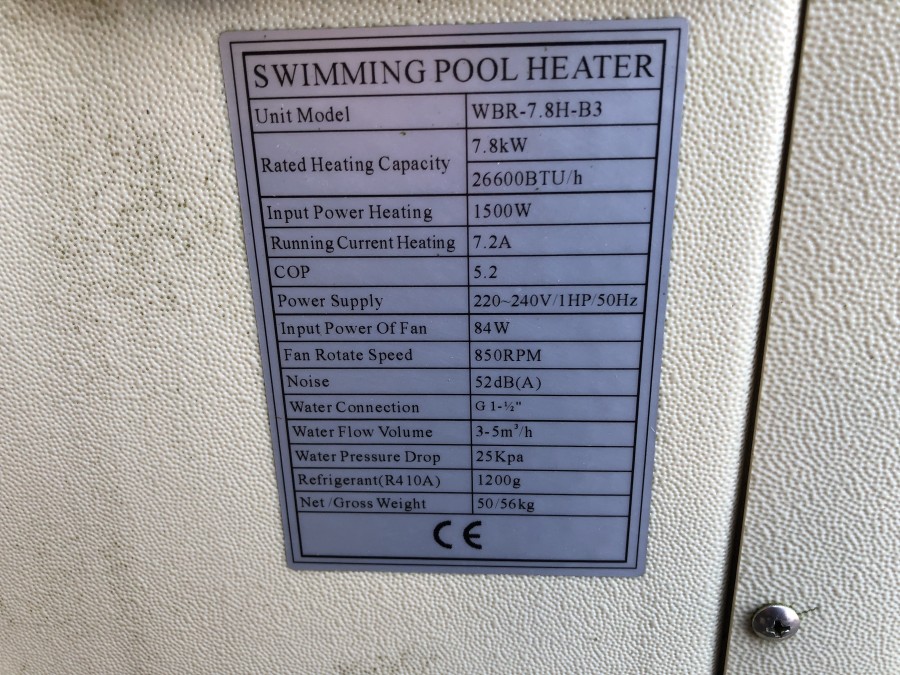 SWIMMING POOL HEATER
Unit Model WBR-7.8H-B3
Rated Heating Capacity 7.8kW
26600BTU/h
Input Power Heating 1500W
Running Current Heating 7.2A
COP 5.2
Power Supply 220~240V/1HP/50Hz
Input Power Of Fan 84W
Fan Rotate Speed 850RPM
Noise 52dB(A)
Water Connection G 1-½"
Water Flow Volume 3-5m³/h
Water Pressure Drop 25Kpa
Refrigerant(R410A) 1200g
Net /Gross Weight 50/56kg
CE